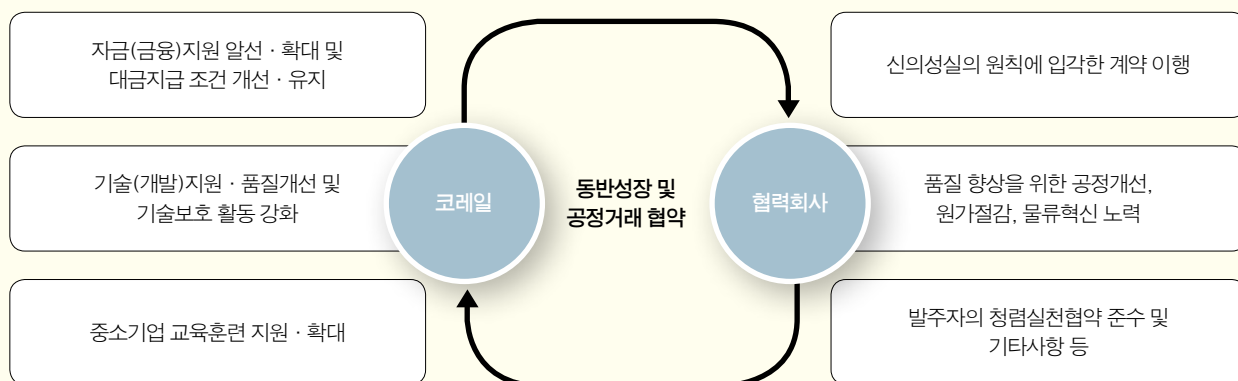 자금(금융)지원 알선 · 확대 및
대금지급 조건 개선 · 유지
기술(개발)지원 · 품질개선 및
기술보호 활동 강화
중소기업 교육훈련 지원 · 확대
코레일
동반성장 및
공정거래 협약
협력회사
신의성실의 원칙에 입각한 계약 이행
품질 향상을 위한 공정개선,
원가절감, 물류혁신 노력
발주자의 청렴실천협약 준수 및
기타사항 등